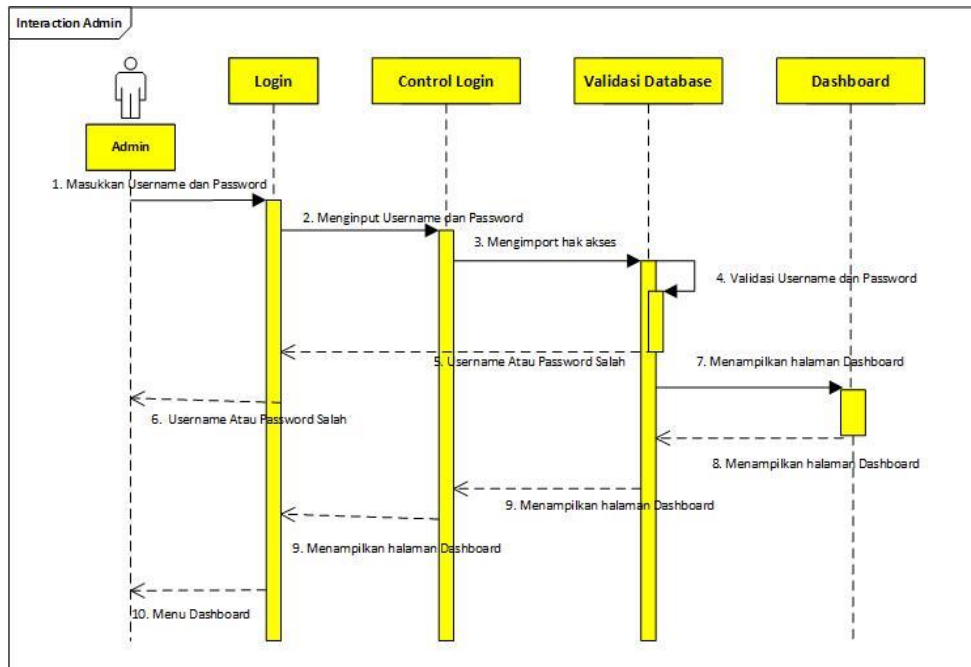 Interaction Admin
Login
Control Login
Validasi Database
Dashboard
Admin
1. Masukkan Username dan Password
2. Menginput Username dan Password
3. Mengimport hak akses
4. Validasi Username dan Password
5. Username Atau Password Salah
7. Menampilkan halaman Dashboard
6. Username Atau Password Salah
8. Menampilkan halaman Dashboard
9. Menampilkan halaman Dashboard
9. Menampilkan halaman Dashboard
10. Menu Dashboard